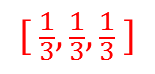 [ 1/3, 1/3, 1/3 ]